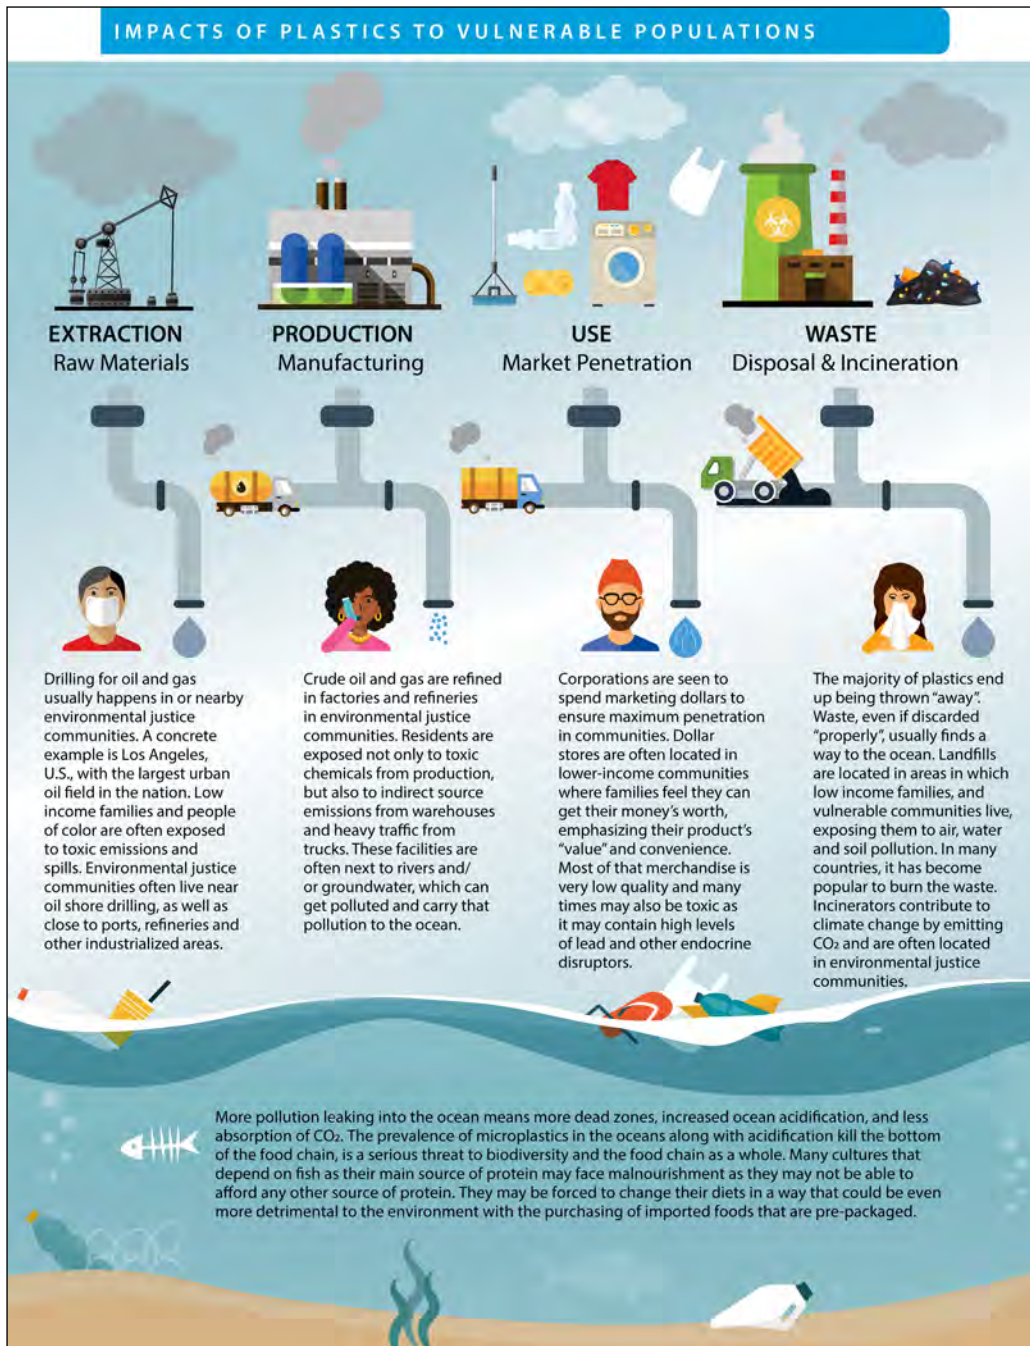 IMPACTS OF PLASTICS TO VULNERABLE POPULATIONS
EXTRACTION
Raw Materials
PRODUCTION
Manufacturing
USE
Market Penetration
WASTE
Disposal & Incineration
Drilling for oil and gas
usually happens in or nearby
environmental justice
communities. A concrete
example is Los Angeles,
U.S., with the largest urban
oil field in the nation. Low
income families and people
of color are often exposed
to toxic emissions and
spills. Environmental justice
communities often live near
oil shore drilling, as well as
close to ports, refineries and
other industrialized areas.
Crude oil and gas are refined
in factories and refineries
in environmental justice
communities. Residents are
exposed not only to toxic
chemicals from production,
but also to indirect source
emissions from warehouses
and heavy traffic from
trucks. These facilities are
often next to rivers and/
or groundwater, which can
get polluted and carry that
pollution to the ocean.
Corporations are seen to
spend marketing dollars to
ensure maximum penetration
in communities. Dollar
stores are often located in
lower-income communities
where families feel they can
get their money's worth,
emphasizing their product's
“value” and convenience.
Most of that merchandise is
very low quality and many
times may also be toxic as
it may contain high levels
of lead and other endocrine
disruptors.
The majority of plastics end
up being thrown “away”.
Waste, even if discarded
“properly”, usually finds a
way to the ocean. Landfills
are located in areas in which
low income families, and
vulnerable communities live,
exposing them to air, water
and soil pollution. In many
countries, it has become
popular to burn the waste.
Incinerators contribute to
climate change by emitting
CO₂ and are often located
in environmental justice
communities.
More pollution leaking into the ocean means more dead zones, increased ocean acidification, and less
absorption of CO₂. The prevalence of microplastics in the oceans along with acidification kill the bottom
of the food chain, is a serious threat to biodiversity and the food chain as a whole. Many cultures that
depend on fish as their main source of protein may face malnourishment as they may not be able to
afford any other source of protein. They may be forced to change their diets in a way that could be even
more detrimental to the environment with the purchasing of imported foods that are pre-packaged.